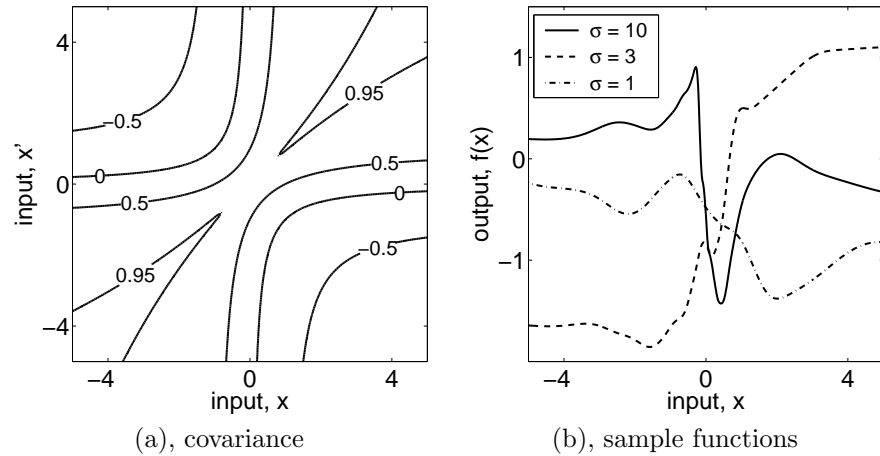 4
0
−4
−4
0
4
input, x'
input, x
−0.5
0
0.5
0.95
0.95
0.5
0
−0.5
(a), covariance
1
0
−1
−4
0
4
output, f(x)
input, x
σ = 10
σ = 3
σ = 1
(b), sample functions